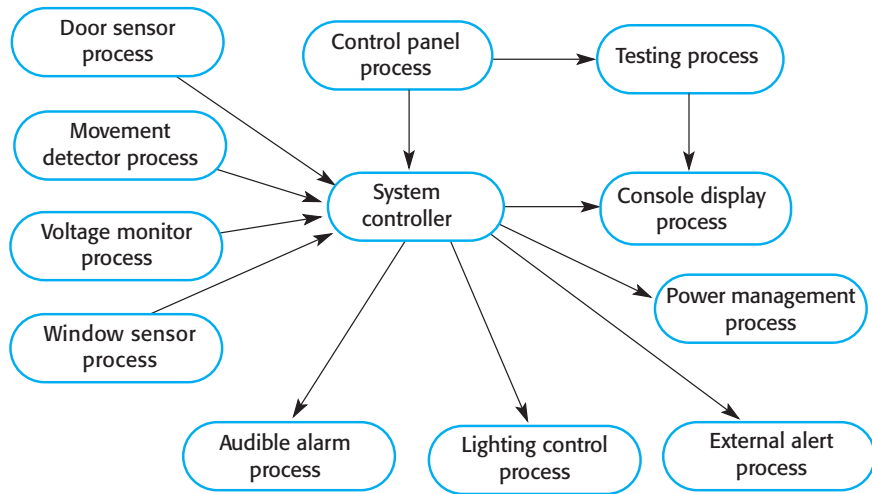 Door sensor
process
Control panel
process
Testing process
Movement
detector process
System
controller
Console display
process
Voltage monitor
process
Power management
process
Window sensor
process
Audible alarm
process
Lighting control
process
External alert
process